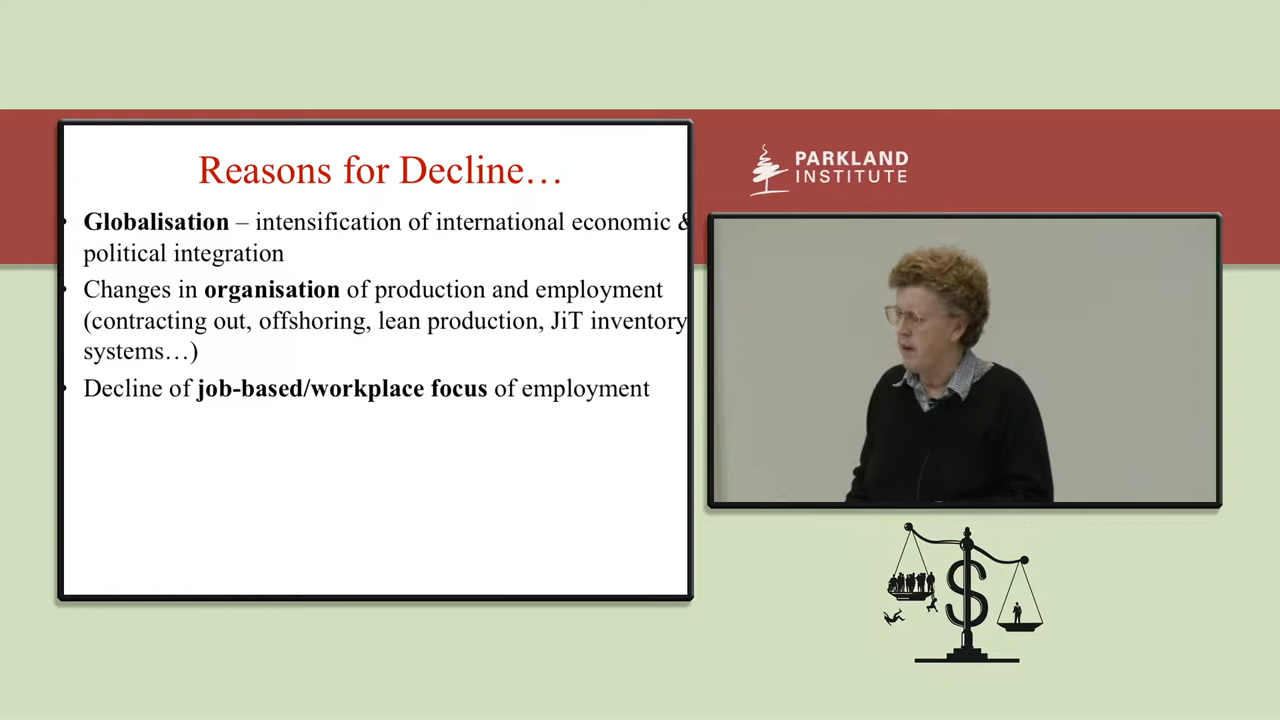 Reasons for Decline…
• Globalisation – intensification of international economic &
political integration
• Changes in organisation of production and employment
(contracting out, offshoring, lean production, JiT inventory
systems…)
• Decline of job-based/workplace focus of employment
PARKLAND
INSTITUTE
$